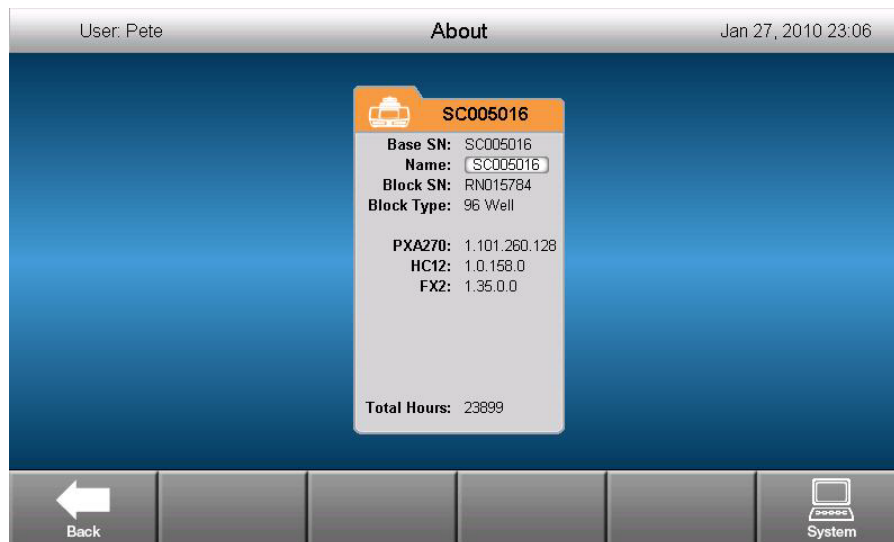 User: Pete About Jan 27, 2010 23:06
SC005016
Base SN: SC005016
Name: SC005016
Block SN: RN015784
Block Type: 96 Well
PXA270: 1.101.260.128
HC12: 1.0.158.0
FX2: 1.35.0.0
Total Hours: 23899
Back System